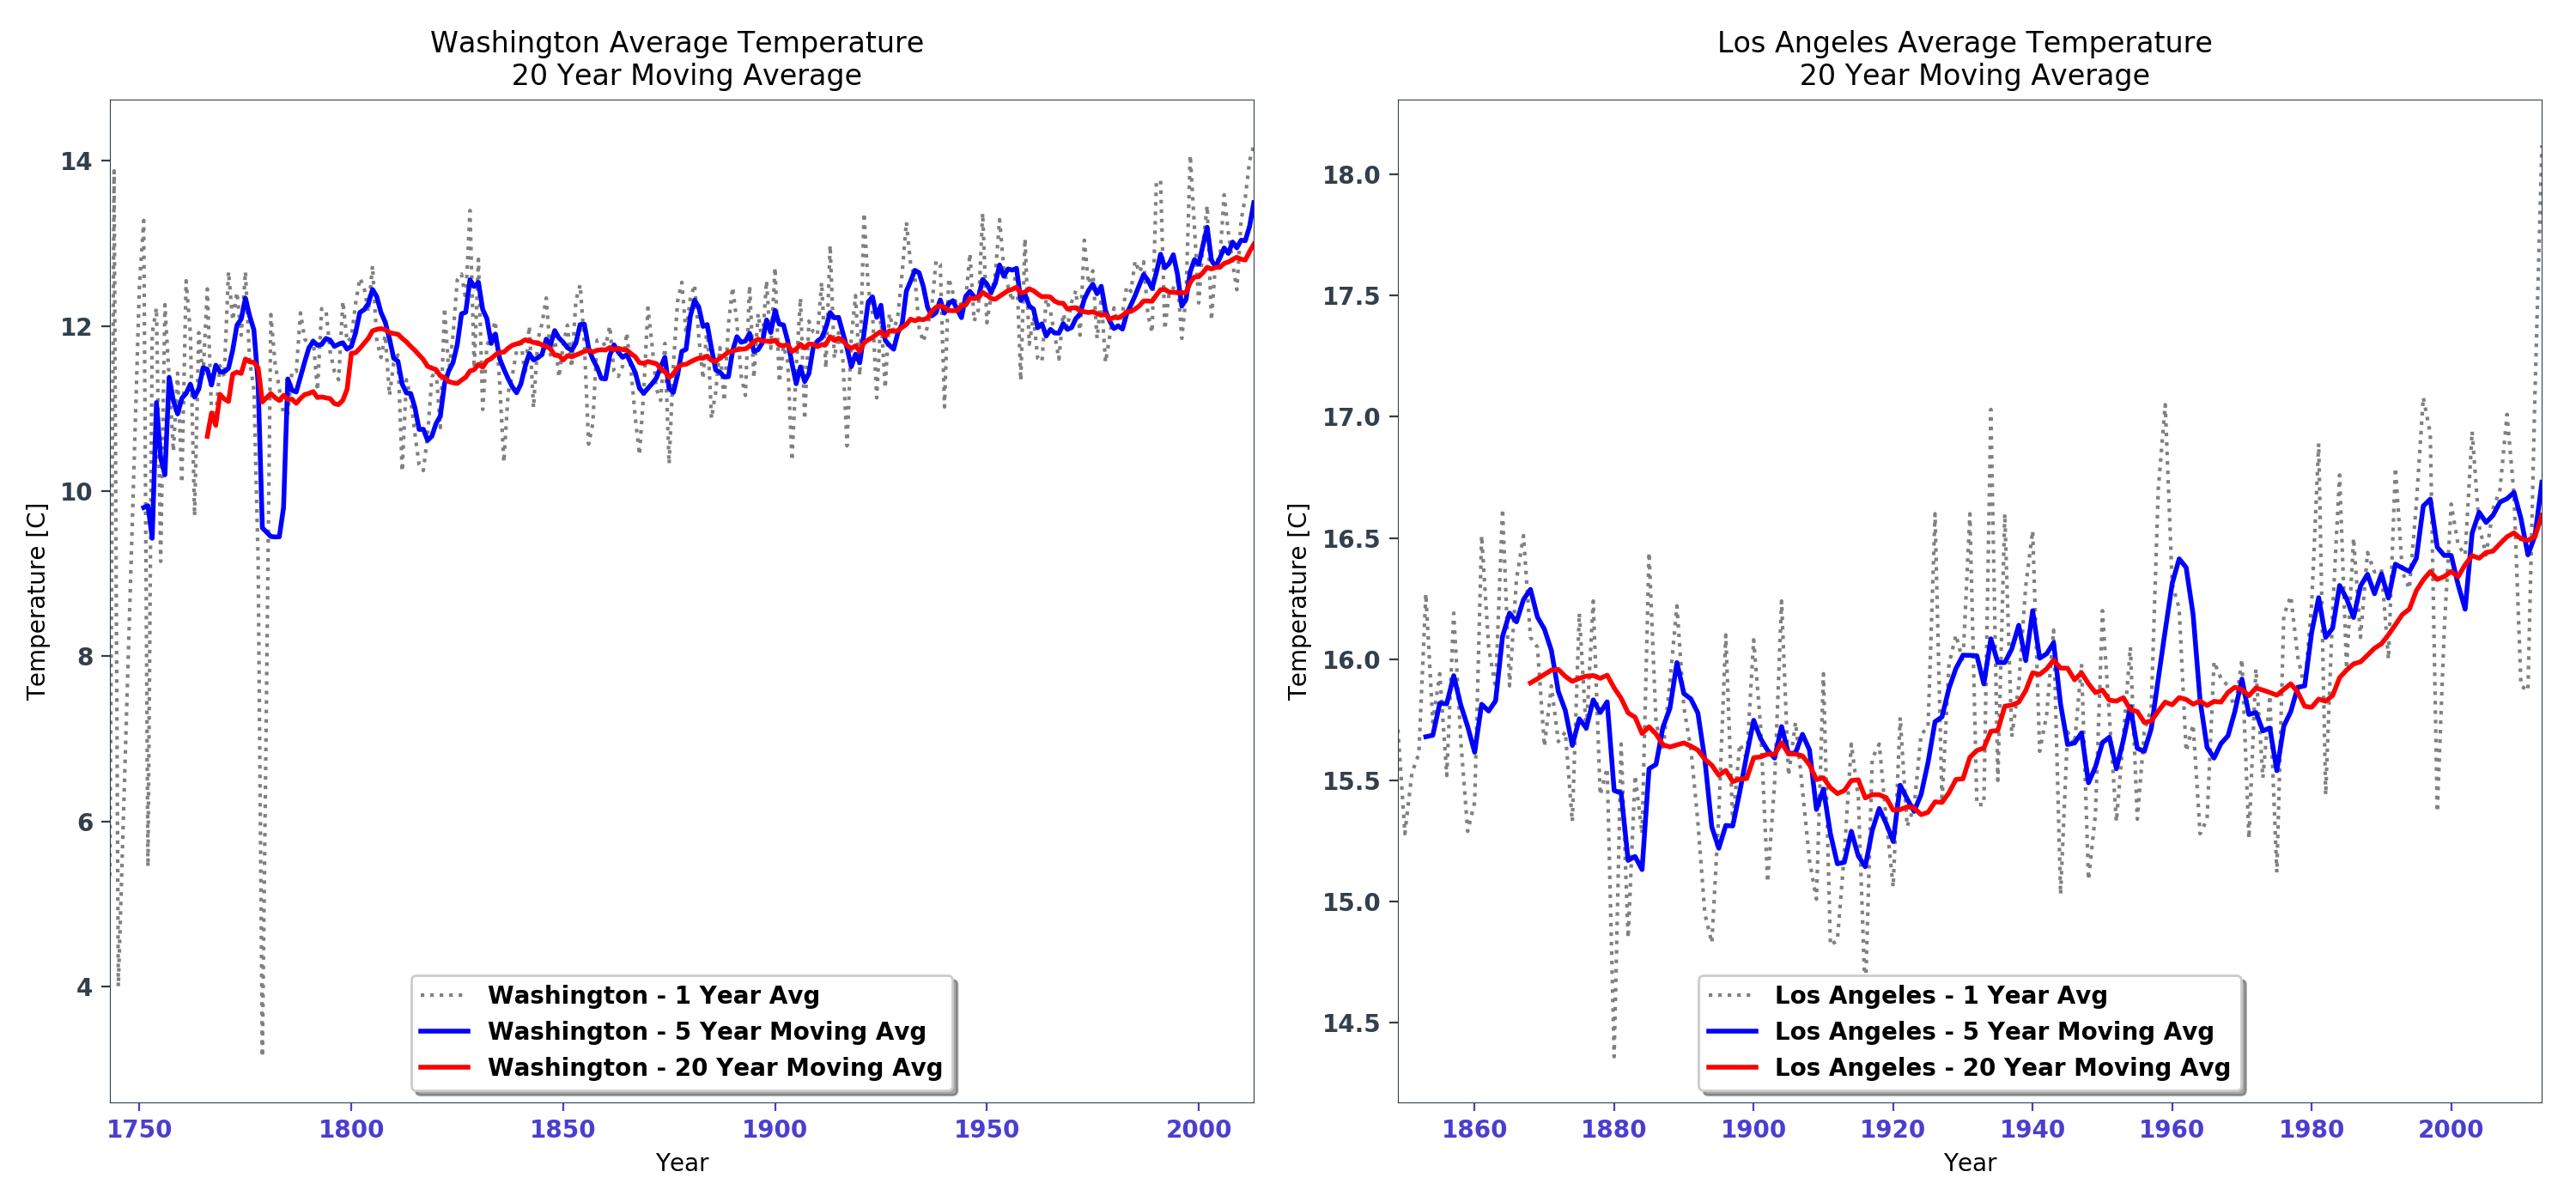 Washington Average Temperature
20 Year Moving Average
14
12
10
8
6
4
Temperature [C]
Washington - 1 Year Avg
Washington - 5 Year Moving Avg
Washington - 20 Year Moving Avg
1750 1800 1850 1900 1950 2000
Year
Los Angeles Average Temperature
20 Year Moving Average
18.0
17.5
17.0
16.5
16.0
15.5
15.0
14.5
Temperature [C]
Los Angeles - 1 Year Avg
Los Angeles - 5 Year Moving Avg
Los Angeles - 20 Year Moving Avg
1860 1880 1900 1920 1940 1960 1980 2000
Year